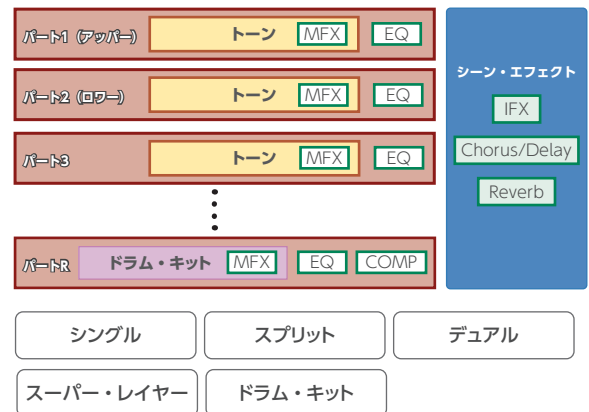 パート1（アッパー） トーン MFX EQ
パート2（ロワー） トーン MFX EQ
パート3 トーン MFX EQ
パートR ドラム・キット MFX EQ COMP
シーン・エフェクト
IFX
Chorus/Delay
Reverb
シングル スプリット デュアル
スーパー・レイヤー ドラム・キット